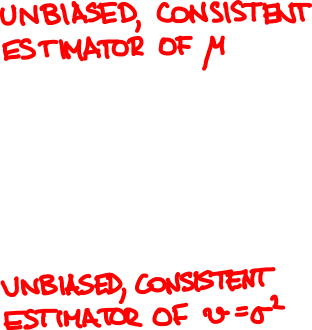 UNBIASED, CONSISTENT
ESTIMATOR OF μ
UNBIASED, CONSISTENT
ESTIMATOR OF v=σ²